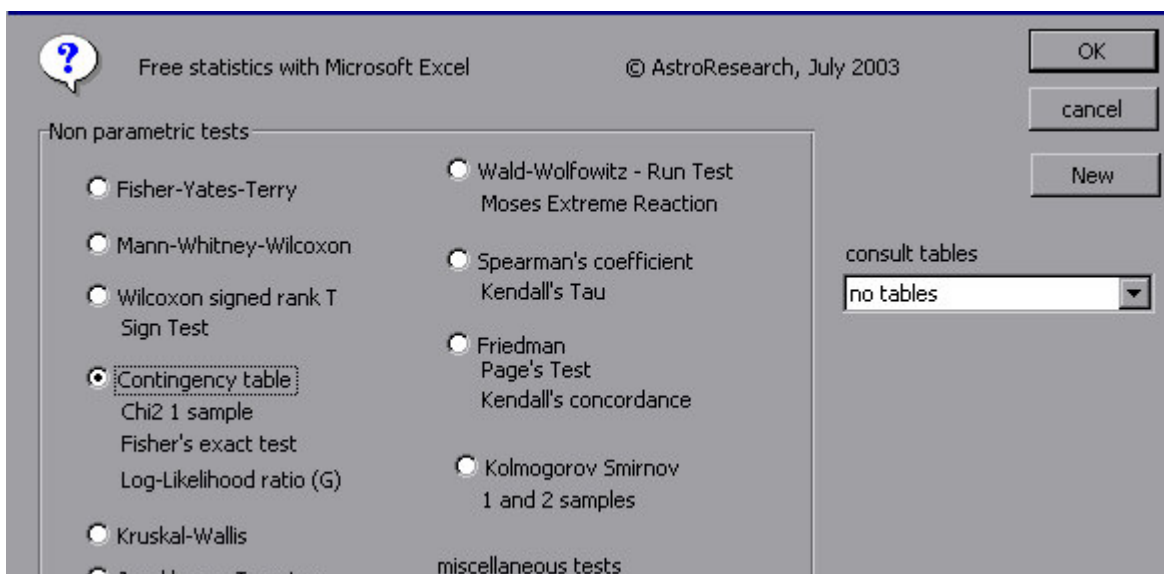 Free statistics with Microsoft Excel
© AstroResearch, July 2003
OK
cancel
New
Non parametric tests
Fisher-Yates-Terry
Mann-Whitney-Wilcoxon
Wilcoxon signed rank T
Sign Test
Contingency table
Chi2 1 sample
Fisher's exact test
Log-Likelihood ratio (G)
Kruskal-Wallis
Wald-Wolfowitz - Run Test
Moses Extreme Reaction
Spearman's coefficient
Kendall's Tau
Friedman
Page's Test
Kendall's concordance
Kolmogorov Smirnov
1 and 2 samples
miscellaneous tests
consult tables
no tables